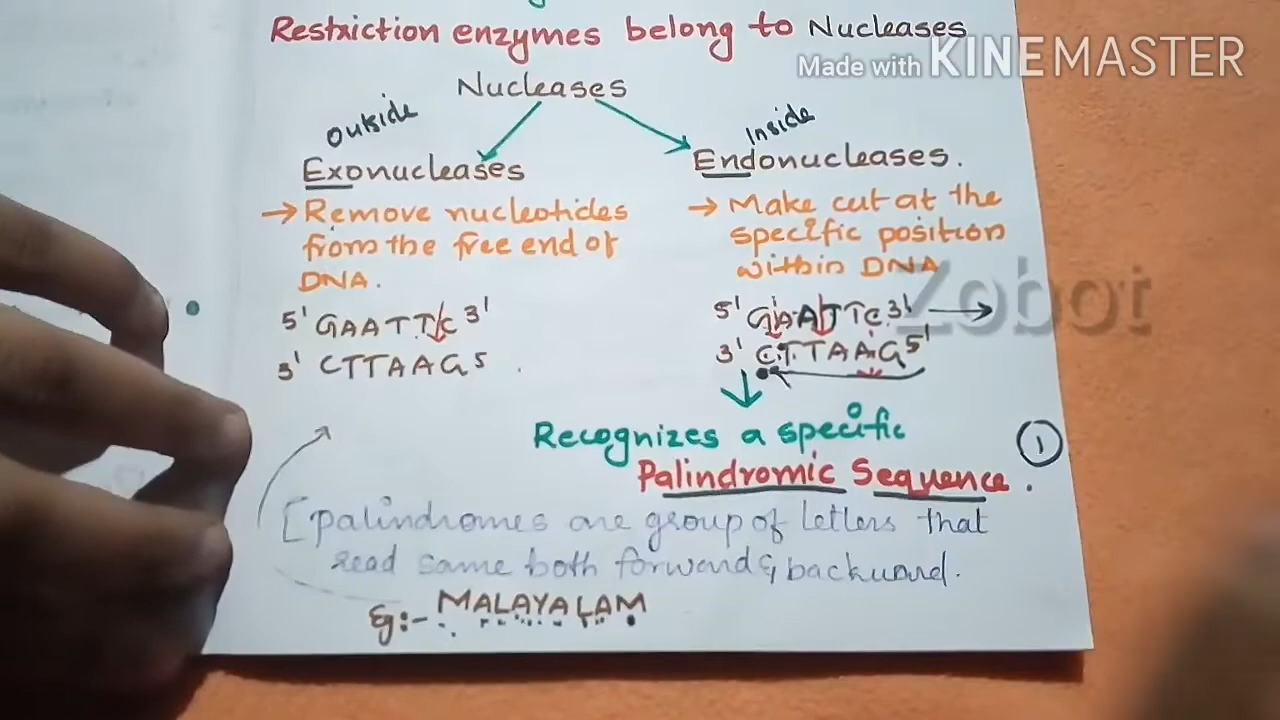 Restriction enzymes belong to Nucleases
Made with KINEMASTER
Nucleases
Outside
Inside
Exonucleases
Endonucleases.
→ Remove nucleotides
from the free end of
DNA.
→ Make cut at the
specific position
within DNA
Zobot
5' GAATTC 3'
3' CTTAAG 5
5' GAATTC 3'
3' CTTAAG 5'
Recognizes a specific
Palindromic Sequence.
1
[palindromes are group of letters that
read same both forward & backward.
Eg:- MALAYALAM